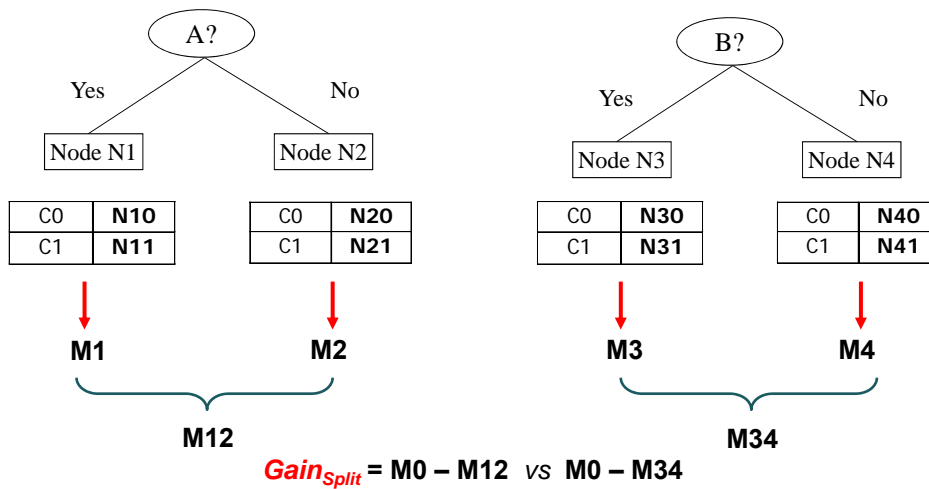 A?
B?
Yes
No
Yes
No
Node N1
Node N2
Node N3
Node N4
C0 N10
C1 N11
C0 N20
C1 N21
C0 N30
C1 N31
C0 N40
C1 N41
M1
M2
M3
M4
M12
M34
Gain_Split = M0 – M12 vs M0 – M34